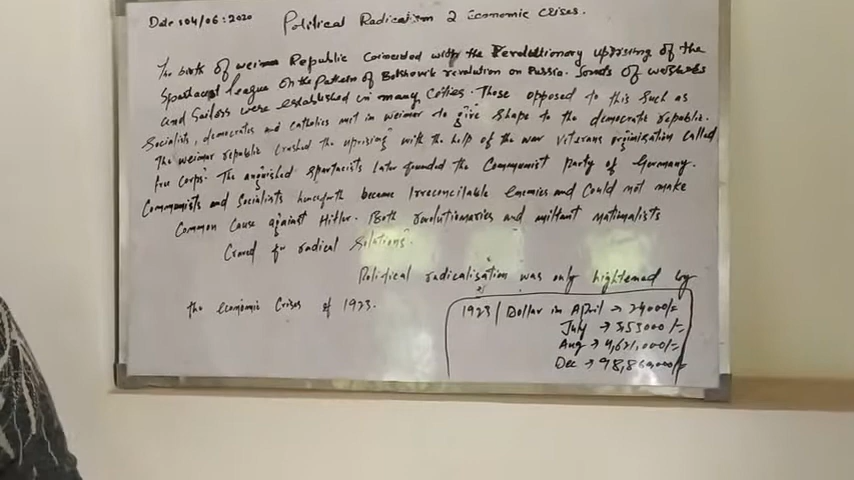 Date :04/06:2020
Political Radicalism & Economic Crises.
The birth of weimar Republic Coincided with the Revolutionary uprising of the
Spartacist league on the Pattern of Bolshevik revolution on Russia. Soviets of workers
and Sailors were established in many Cities. Those opposed to this Such as
Socialists, democrates and Catholics met in weimar to give Shape to the democratic republic.
The weimar republic Crushed the uprising with the help of the war Veterans orginisation Called
free Corps". The anguished Spartacists Later founded the Communist Party of Germany.
Communists and Socialists henceforth became Irreconcilable enemies and Could not make
Common Cause against Hitler. Both revolutionaries and militant nationalists
Craved for radical Solutions".
Political radicalisation was only hightened by
the economic Crises of 1923.
1923 / Dollar in April → 24000/=
July → 353000/=
Aug → 4,621,000/=
Dec → 98,860,000/=